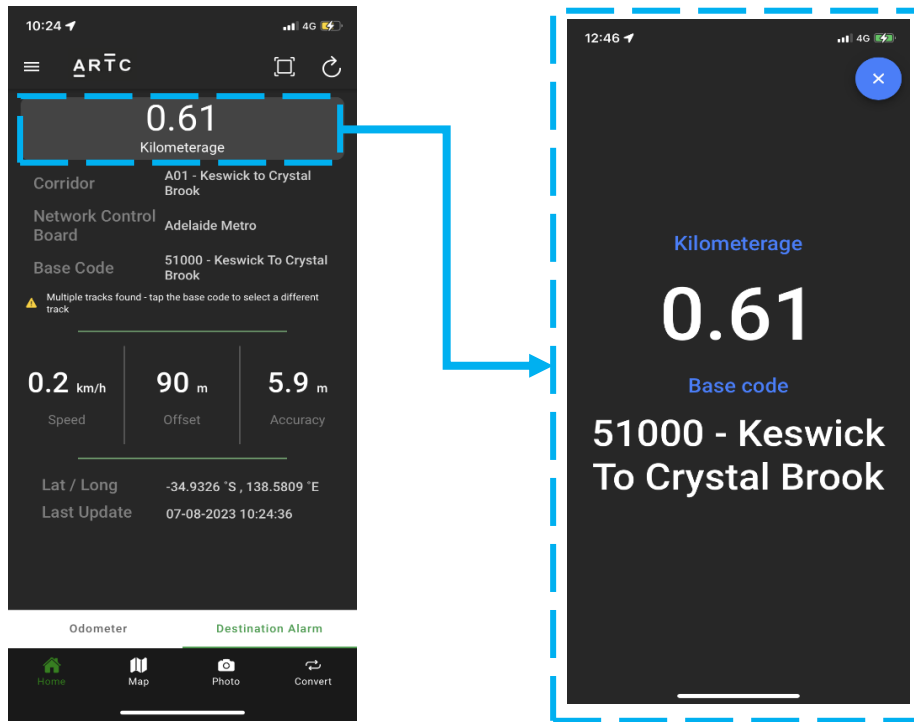 10:24
4G
ARTC
0.61
Kilometerage
Corridor
A01 - Keswick to Crystal
Brook
Network Control
Board
Adelaide Metro
Base Code
51000 - Keswick To Crystal
Brook
Multiple tracks found - tap the base code to select a different
track
0.2 km/h
90 m
5.9 m
Speed
Offset
Accuracy
Lat / Long
-34.9326 °S , 138.5809 °E
Last Update
07-08-2023 10:24:36
Odometer
Destination Alarm
Home
Map
Photo
Convert
12:46
4G
Kilometerage
0.61
Base code
51000 - Keswick
To Crystal Brook